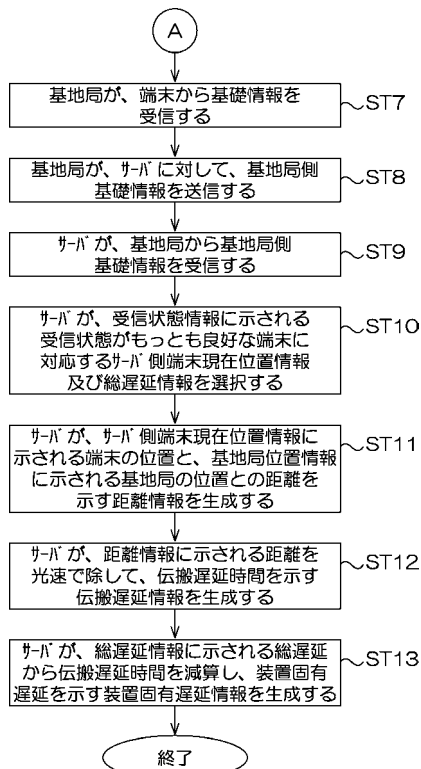 A
基地局が、端末から基礎情報を
受信する
～ST7
基地局が、ｻｰﾊﾞに対して、基地局側
基礎情報を送信する
～ST8
ｻｰﾊﾞが、基地局から基地局側
基礎情報を受信する
～ST9
ｻｰﾊﾞが、受信状態情報に示される
受信状態がもっとも良好な端末に
対応するｻｰﾊﾞ側端末現在位置情報
及び総遅延情報を選択する
～ST10
ｻｰﾊﾞが、ｻｰﾊﾞ側端末現在位置情報に
示される端末の位置と、基地局位置情報
に示される基地局の位置との距離を
示す距離情報を生成する
～ST11
ｻｰﾊﾞが、距離情報に示される距離を
光速で除して、伝搬遅延時間を示す
伝搬遅延情報を生成する
～ST12
ｻｰﾊﾞが、総遅延情報に示される総遅延
から伝搬遅延時間を減算し、装置固有
遅延を示す装置固有遅延情報を生成する
～ST13
終了